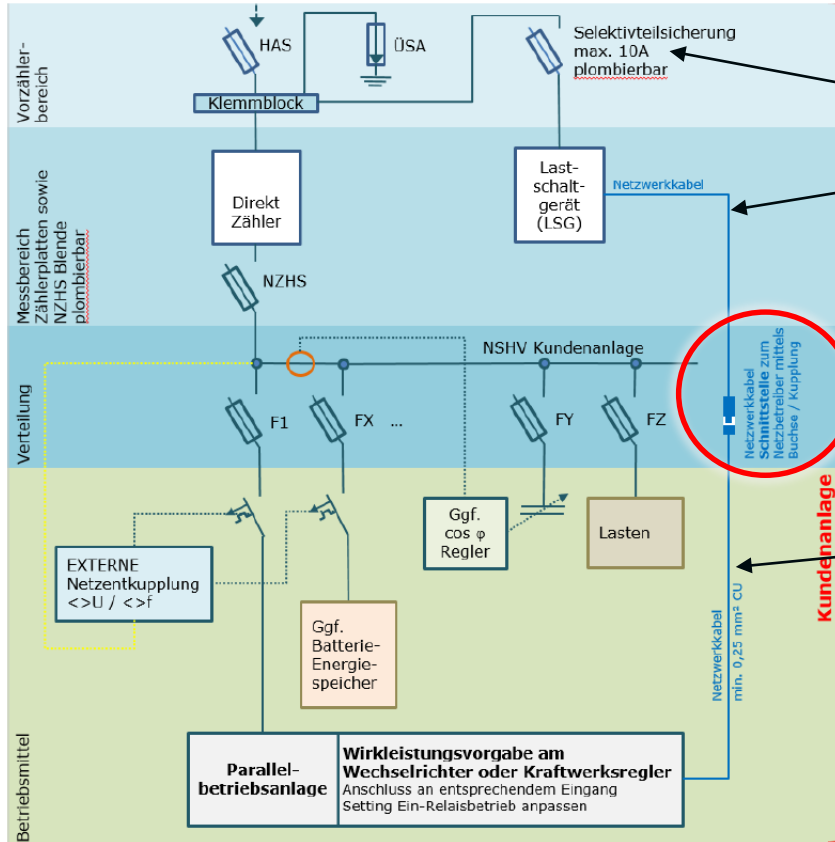 Vorzähler-
bereich
HAS
ÜSA
Selektivteilsicherung
max. 10A
plombierbar
Klemmblock
Messbereich
Zählerplatten sowie
NZHS Blende
plombierbar
Direkt
Zähler
Last-
schalt-
gerät
(LSG)
Netzwerkkabel
NZHS
Verteilung
NSHV Kundenanlage
F1
FX ...
FY
FZ
Netzwerkkabel
Schnittstelle zum
Netzbetreiber mittels
Buchse / Kupplung
Kundenanlage
Betriebsmittel
EXTERNE
Netzentkupplung
<>U / <>f
Ggf.
cos φ
Regler
Lasten
Ggf.
Batterie-
Energie-
speicher
Netzwerkkabel
min. 0,25 mm² CU
Parallel-
betriebsanlage
Wirkleistungsvorgabe am
Wechselrichter oder Kraftwerksregler
Anschluss an entsprechendem Eingang
Setting Ein-Relaisbetrieb anpassen